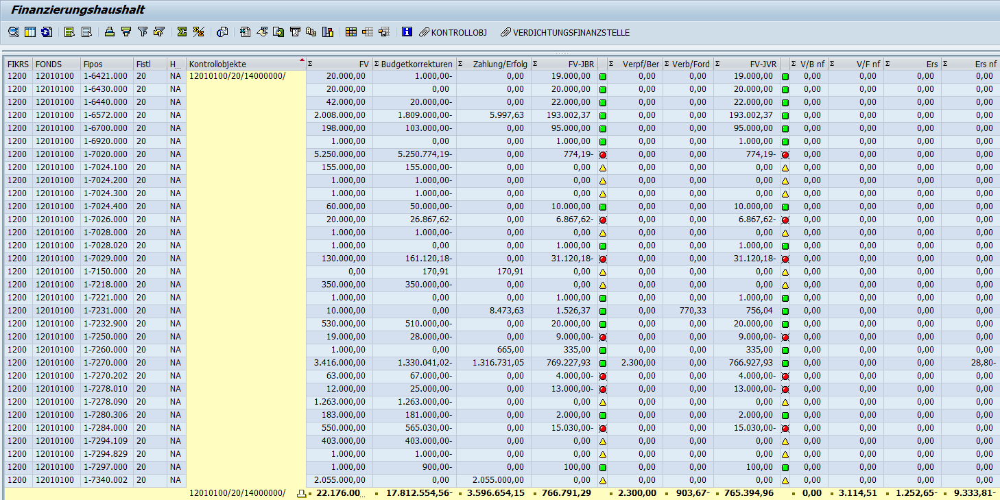 Finanzierungshaushalt
KONTROLLOBJ VERDICHTUNGSFINANZSTELLE
FIKRS FONDS Fipos Fistl H... Kontrollobjekte Σ FV Σ Budgetkorrekturen Σ Zahlung/Erfolg Σ FV-JBR Σ Verpf/Ber Σ Verb/Ford Σ FV-JVR Σ V/B nf Σ V/F nf Σ Ers Σ Ers nf
1200 12010100 1-6421.000 20 NA 12010100/20/14000000/ 20.000,00 1.000,00- 0,00 19.000,00 0,00 0,00 19.000,00 0,00 0,00 0,00 0,00
1200 12010100 1-6430.000 20 NA 20.000,00 0,00 0,00 20.000,00 0,00 0,00 20.000,00 0,00 0,00 0,00 0,00
1200 12010100 1-6440.000 20 NA 42.000,00 20.000,00- 0,00 22.000,00 0,00 0,00 22.000,00 0,00 0,00 0,00 0,00
1200 12010100 1-6572.000 20 NA 2.008.000,00 1.809.000,00- 5.997,63 193.002,37 0,00 0,00 193.002,37 0,00 0,00 0,00 0,00
1200 12010100 1-6700.000 20 NA 198.000,00 103.000,00- 0,00 95.000,00 0,00 0,00 95.000,00 0,00 0,00 0,00 0,00
1200 12010100 1-6920.000 20 NA 1.000,00 0,00 0,00 1.000,00 0,00 0,00 1.000,00 0,00 0,00 0,00 0,00
1200 12010100 1-7020.000 20 NA 5.250.000,00 5.250.774,19- 0,00 774,19- 0,00 0,00 774,19- 0,00 0,00 0,00 0,00
1200 12010100 1-7024.100 20 NA 155.000,00 155.000,00- 0,00 0,00 0,00 0,00 0,00 0,00 0,00 0,00 0,00
1200 12010100 1-7024.200 20 NA 1.000,00 1.000,00- 0,00 0,00 0,00 0,00 0,00 0,00 0,00 0,00 0,00
1200 12010100 1-7024.300 20 NA 1.000,00 1.000,00- 0,00 0,00 0,00 0,00 0,00 0,00 0,00 0,00 0,00
1200 12010100 1-7024.400 20 NA 60.000,00 50.000,00- 0,00 10.000,00 0,00 0,00 10.000,00 0,00 0,00 0,00 0,00
1200 12010100 1-7026.000 20 NA 20.000,00 26.867,62- 0,00 6.867,62- 0,00 0,00 6.867,62- 0,00 0,00 0,00 0,00
1200 12010100 1-7028.000 20 NA 1.000,00 1.000,00- 0,00 0,00 0,00 0,00 0,00 0,00 0,00 0,00 0,00
1200 12010100 1-7028.020 20 NA 1.000,00 0,00 0,00 1.000,00 0,00 0,00 1.000,00 0,00 0,00 0,00 0,00
1200 12010100 1-7029.000 20 NA 130.000,00 161.120,18- 0,00 31.120,18- 0,00 0,00 31.120,18- 0,00 0,00 0,00 0,00
1200 12010100 1-7150.000 20 NA 0,00 170,91 170,91 0,00 0,00 0,00 0,00 0,00 0,00 0,00 0,00
1200 12010100 1-7218.000 20 NA 350.000,00 350.000,00- 0,00 0,00 0,00 0,00 0,00 0,00 0,00 0,00 0,00
1200 12010100 1-7221.000 20 NA 1.000,00 0,00 0,00 1.000,00 0,00 0,00 1.000,00 0,00 0,00 0,00 0,00
1200 12010100 1-7231.000 20 NA 10.000,00 0,00 8.473,63 1.526,37 0,00 770,33 756,04 0,00 0,00 0,00 0,00
1200 12010100 1-7232.900 20 NA 530.000,00 510.000,00- 0,00 20.000,00 0,00 0,00 20.000,00 0,00 0,00 0,00 0,00
1200 12010100 1-7250.000 20 NA 19.000,00 28.000,00- 0,00 9.000,00- 0,00 0,00 9.000,00- 0,00 0,00 0,00 0,00
1200 12010100 1-7260.000 20 NA 1.000,00 0,00 665,00 335,00 0,00 0,00 335,00 0,00 0,00 0,00 0,00
1200 12010100 1-7270.000 20 NA 3.416.000,00 1.330.041,02- 1.316.731,05 769.227,93 2.300,00 0,00 766.927,93 0,00 0,00 0,00 28,80-
1200 12010100 1-7270.202 20 NA 63.000,00 67.000,00- 0,00 4.000,00- 0,00 0,00 4.000,00- 0,00 0,00 0,00 0,00
1200 12010100 1-7278.010 20 NA 12.000,00 25.000,00- 0,00 13.000,00- 0,00 0,00 13.000,00- 0,00 0,00 0,00 0,00
1200 12010100 1-7278.090 20 NA 1.263.000,00 1.263.000,00- 0,00 0,00 0,00 0,00 0,00 0,00 0,00 0,00 0,00
1200 12010100 1-7280.306 20 NA 183.000,00 181.000,00- 0,00 2.000,00 0,00 0,00 2.000,00 0,00 0,00 0,00 0,00
1200 12010100 1-7284.000 20 NA 550.000,00 565.030,00- 0,00 15.030,00- 0,00 0,00 15.030,00- 0,00 0,00 0,00 0,00
1200 12010100 1-7294.109 20 NA 403.000,00 403.000,00- 0,00 0,00 0,00 0,00 0,00 0,00 0,00 0,00 0,00
1200 12010100 1-7294.829 20 NA 1.000,00 1.000,00- 0,00 0,00 0,00 0,00 0,00 0,00 0,00 0,00 0,00
1200 12010100 1-7297.000 20 NA 1.000,00 900,00- 0,00 100,00 0,00 0,00 100,00 0,00 0,00 0,00 0,00
1200 12010100 1-7340.002 20 NA 2.055.000,00 0,00 2.055.000,00 0,00 0,00 0,00 0,00 0,00 0,00 0,00 0,00
12010100/20/14000000/ 22.176.00... 17.812.554,56- 3.596.654,15 766.791,29 2.300,00 903,67- 765.394,96 0,00 3.114,51 1.252,65- 9.333,81-